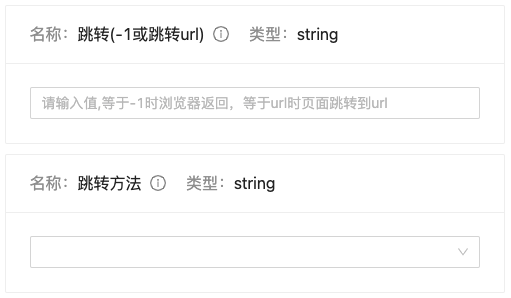 名称：跳转(-1或跳转url) 类型：string
请输入值,等于-1时浏览器返回，等于url时页面跳转到url
名称：跳转方法 类型：string